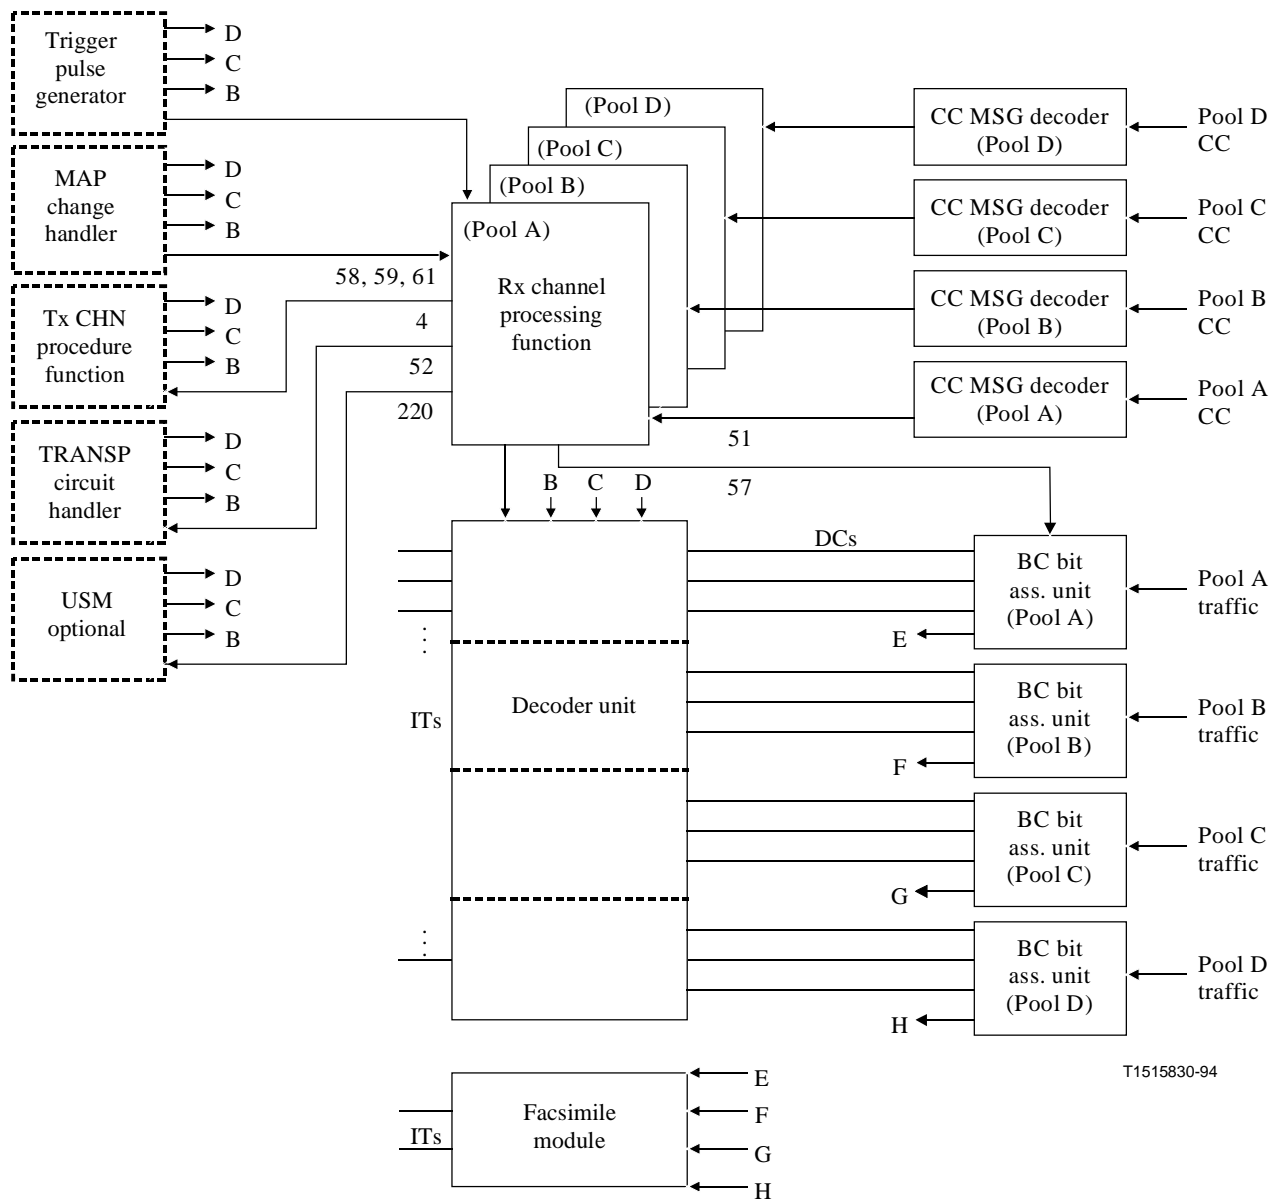 Trigger
pulse
generator
D
C
B
MAP
change
handler
D
C
B
58, 59, 61
Tx CHN
procedure
function
D
C
B
4
52
220
TRANSP
circuit
handler
D
C
B
USM
optional
D
C
B
(Pool D)
(Pool C)
(Pool B)
(Pool A)
Rx channel
processing
function
CC MSG decoder
(Pool D)
Pool D
CC
CC MSG decoder
(Pool C)
Pool C
CC
CC MSG decoder
(Pool B)
Pool B
CC
CC MSG decoder
(Pool A)
Pool A
CC
51
57
B C D
DCs
BC bit
ass. unit
(Pool A)
Pool A
traffic
E
ITs
Decoder unit
BC bit
ass. unit
(Pool B)
Pool B
traffic
F
BC bit
ass. unit
(Pool C)
Pool C
traffic
G
BC bit
ass. unit
(Pool D)
Pool D
traffic
H
T1515830-94
Facsimile
module
ITs
E
F
G
H